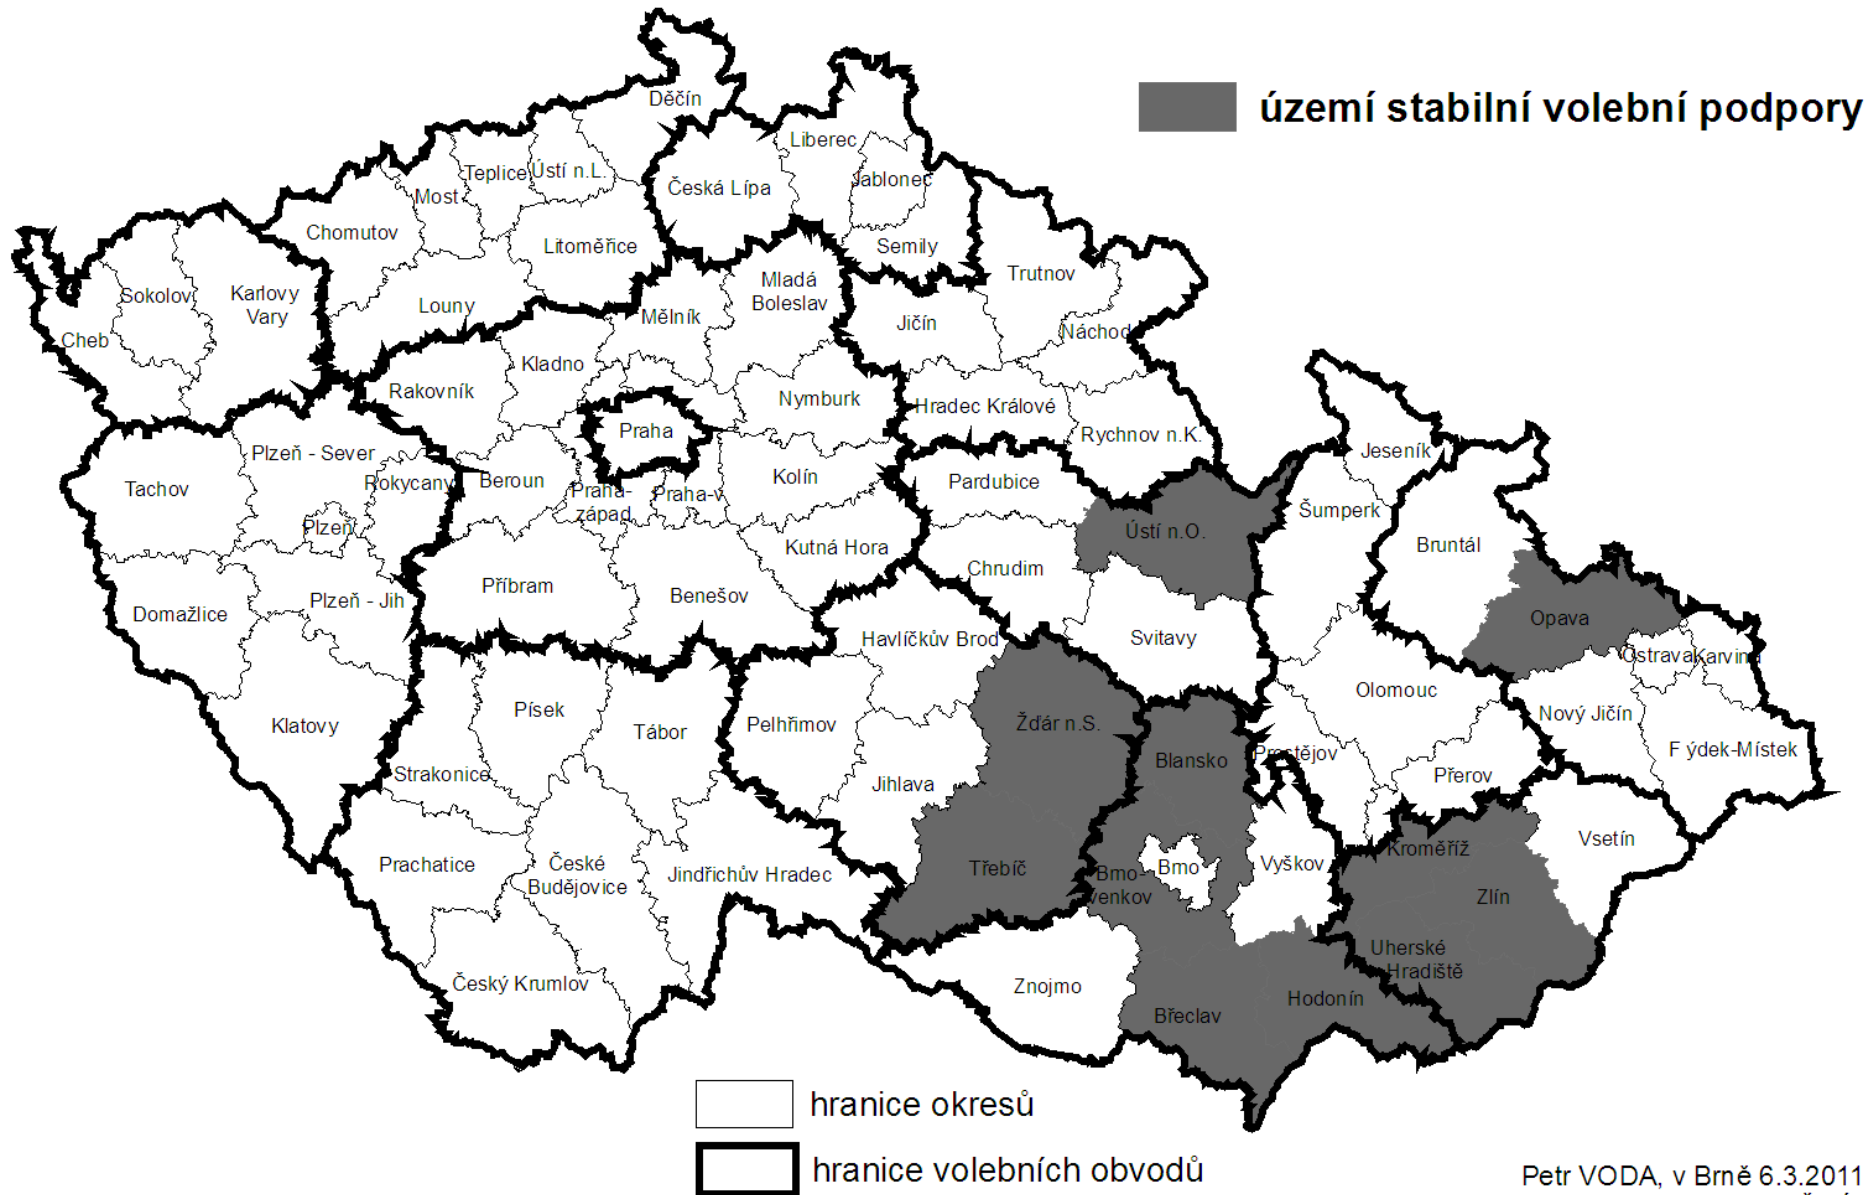 Děčín
území stabilní volební podpory
Liberec
Teplice
Ústí n.L.
Jablonec
Česká Lípa
Most
Chomutov
Litoměřice
Semily
Mladá
Boleslav
Trutnov
Sokolov
Karlovy
Vary
Louny
Mělník
Jičín
Náchod
Cheb
Kladno
Rakovník
Nymburk
Hradec Králové
Praha
Rychnov n.K.
Plzeň - Sever
Jeseník
Tachov
Rokycany
Beroun
Praha-
západ
Praha-v
Kolín
Pardubice
Šumperk
Plzeň
Ústí n.O.
Bruntál
Kutná Hora
Chrudim
Příbram
Benešov
Domažlice
Plzeň - Jih
Opava
Havlíčkův Brod
Svitavy
Ostrava
Karviná
Olomouc
Klatovy
Písek
Tábor
Pelhřimov
Žďár n.S.
Nový Jičín
Prostějov
F ýdek-Místek
Blansko
Strakonice
Jihlava
Přerov
Vsetín
Kroměříž
Prachatice
České
Budějovice
Jindřichův Hradec
Třebíč
Brno-
venkov
Brno
Vyškov
Zlín
Uherské
Hradiště
Český Krumlov
Znojmo
Hodonín
Břeclav
hranice okresů
hranice volebních obvodů
Petr VODA, v Brně 6.3.2011